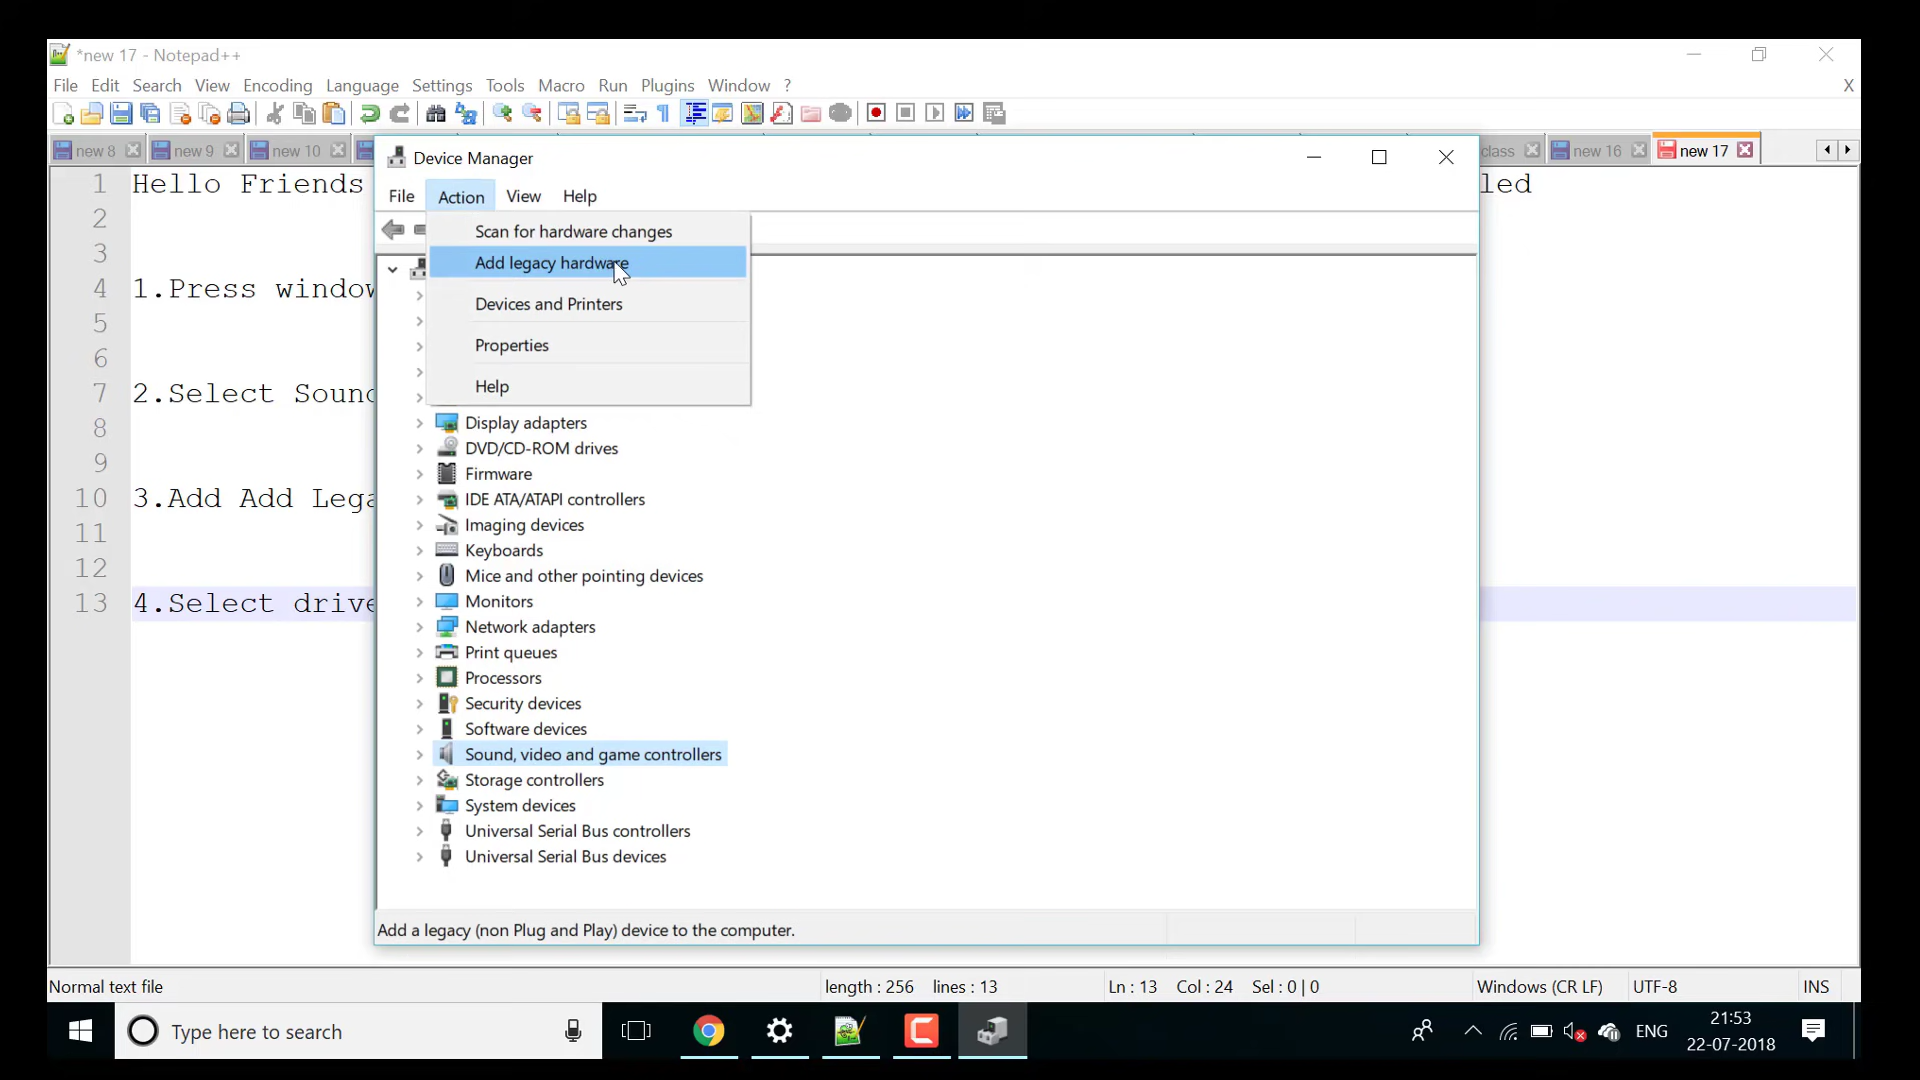 *new 17 - Notepad++
File Edit Search View Encoding Language Settings Tools Macro Run Plugins Window ? X
new 8 new 9 new 10 class new 16 new 17
1 Hello Friends led
2
3
4 1.Press window
5
6
7 2.Select Sound
8
9
10 3.Add Add Lega
11
12
13 4.Select drive
Device Manager
File Action View Help
Scan for hardware changes
Add legacy hardware
Devices and Printers
Properties
Help
Display adapters
DVD/CD-ROM drives
Firmware
IDE ATA/ATAPI controllers
Imaging devices
Keyboards
Mice and other pointing devices
Monitors
Network adapters
Print queues
Processors
Security devices
Software devices
Sound, video and game controllers
Storage controllers
System devices
Universal Serial Bus controllers
Universal Serial Bus devices
Add a legacy (non Plug and Play) device to the computer.
Normal text file length : 256 lines : 13 Ln : 13 Col : 24 Sel : 0 | 0 Windows (CR LF) UTF-8 INS
Type here to search ENG 21:53
22-07-2018